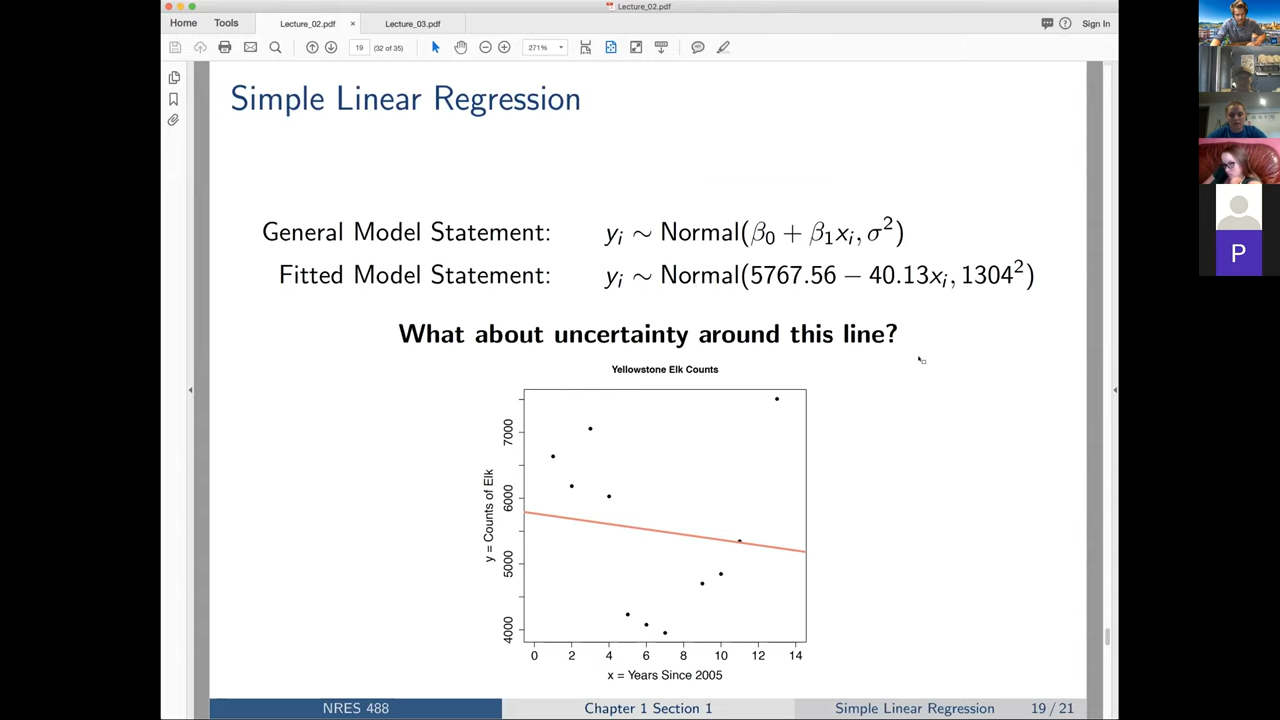 Lecture_02.pdf
Home Tools Lecture_02.pdf × Lecture_03.pdf Sign In
19 (32 of 35) 271%
Simple Linear Regression
General Model Statement: yᵢ ∼ Normal(β₀ + β₁xᵢ, σ²)
Fitted Model Statement: yᵢ ∼ Normal(5767.56 − 40.13xᵢ, 1304²)
What about uncertainty around this line?
Yellowstone Elk Counts
y = Counts of Elk
7000
6000
5000
4000
0 2 4 6 8 10 12 14
x = Years Since 2005
NRES 488 Chapter 1 Section 1 Simple Linear Regression 19 / 21
P